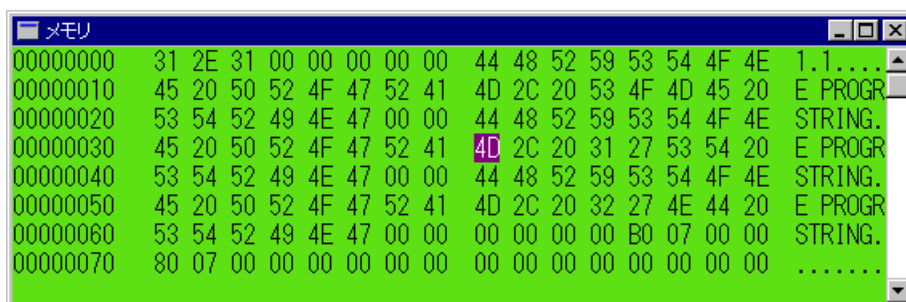 メモリ
00000000 31 2E 31 00 00 00 00 00 44 48 52 59 53 54 4F 4E 1.1....
00000010 45 20 50 52 4F 47 52 41 4D 2C 20 53 4F 4D 45 20 E PROGR
00000020 53 54 52 49 4E 47 00 00 44 48 52 59 53 54 4F 4E STRING.
00000030 45 20 50 52 4F 47 52 41 4D 2C 20 31 27 53 54 20 E PROGR
00000040 53 54 52 49 4E 47 00 00 44 48 52 59 53 54 4F 4E STRING.
00000050 45 20 50 52 4F 47 52 41 4D 2C 20 32 27 4E 44 20 E PROGR
00000060 53 54 52 49 4E 47 00 00 00 00 00 00 B0 07 00 00 STRING.
00000070 80 07 00 00 00 00 00 00 00 00 00 00 00 00 00 00 .......